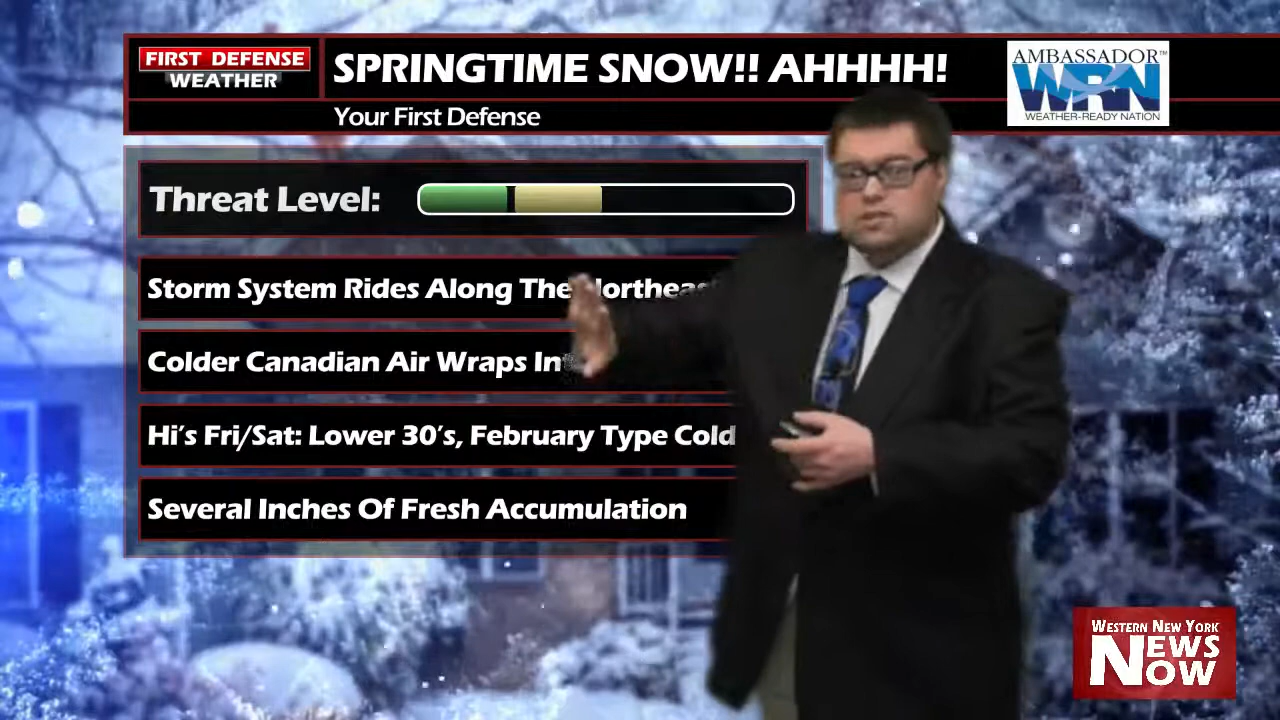 FIRST DEFENSE
WEATHER
SPRINGTIME SNOW!! AHHHH!
Your First Defense
AMBASSADOR™
WRN
WEATHER-READY NATION
Threat Level:
Storm System Rides Along The
Colder Canadian Air Wraps
Hi's Fri/Sat: Lower 30's, February Type Cold
Several Inches Of Fresh Accumulation
WESTERN NEW YORK
NEWS
NOW